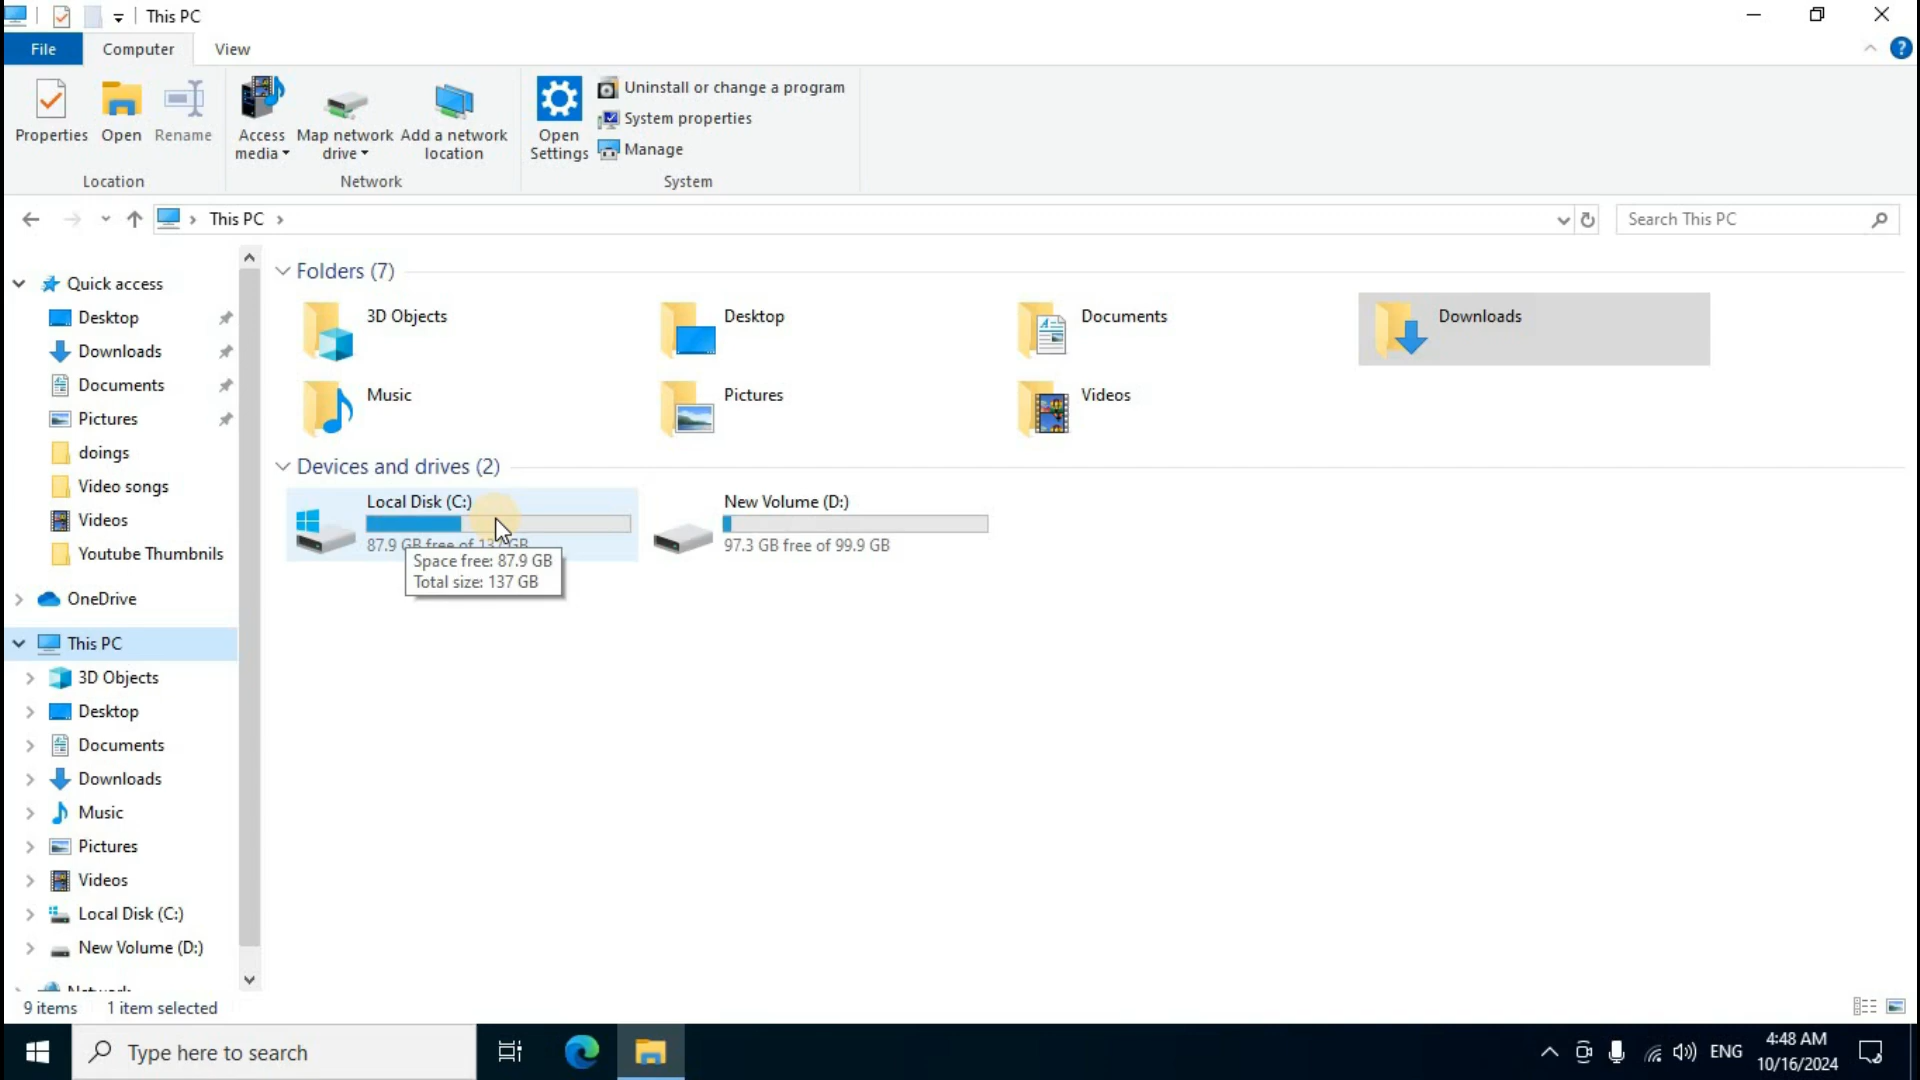 This PC
File Computer View
Properties Open Rename Access media Map network drive Add a network location Open Settings Uninstall or change a program
System properties
Manage
Location Network System
This PC
Search This PC
Quick access
Desktop
Downloads
Documents
Pictures
doings
Video songs
Videos
Youtube Thumbnils
OneDrive
This PC
3D Objects
Desktop
Documents
Downloads
Music
Pictures
Videos
Local Disk (C:)
New Volume (D:)
Network
Folders (7)
3D Objects Desktop Documents Downloads
Music Pictures Videos
Devices and drives (2)
Local Disk (C:) New Volume (D:)
87.9 GB free of 137 GB 97.3 GB free of 99.9 GB
Space free: 87.9 GB
Total size: 137 GB
9 items 1 item selected
Type here to search
ENG
4:48 AM
10/16/2024